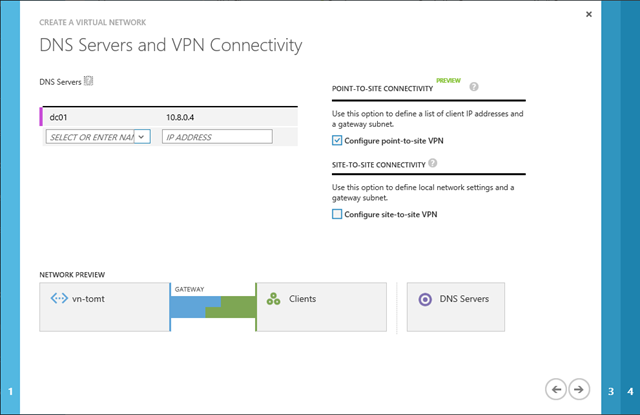 CREATE A VIRTUAL NETWORK
×
DNS Servers and VPN Connectivity
DNS Servers ?
dc01 10.8.0.4
SELECT OR ENTER NAM IP ADDRESS
PREVIEW
POINT-TO-SITE CONNECTIVITY ?
Use this option to define a list of client IP addresses and
a gateway subnet.
Configure point-to-site VPN
SITE-TO-SITE CONNECTIVITY ?
Use this option to define local network settings and a
gateway subnet.
Configure site-to-site VPN
NETWORK PREVIEW
vn-tomt
GATEWAY
Clients
DNS Servers
1
3
4